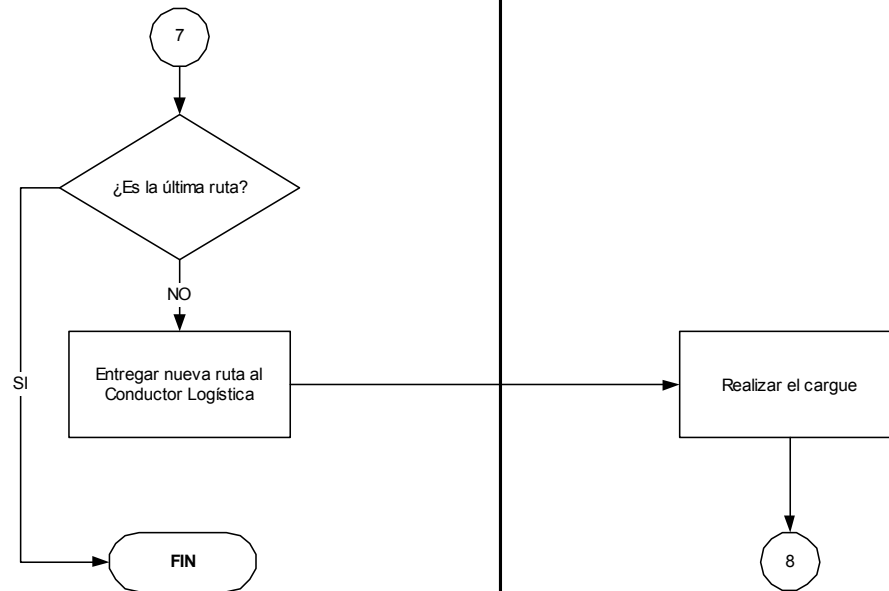 7
¿Es la última ruta?
NO
SI
Entregar nueva ruta al
Conductor Logística
Realizar el cargue
FIN
8